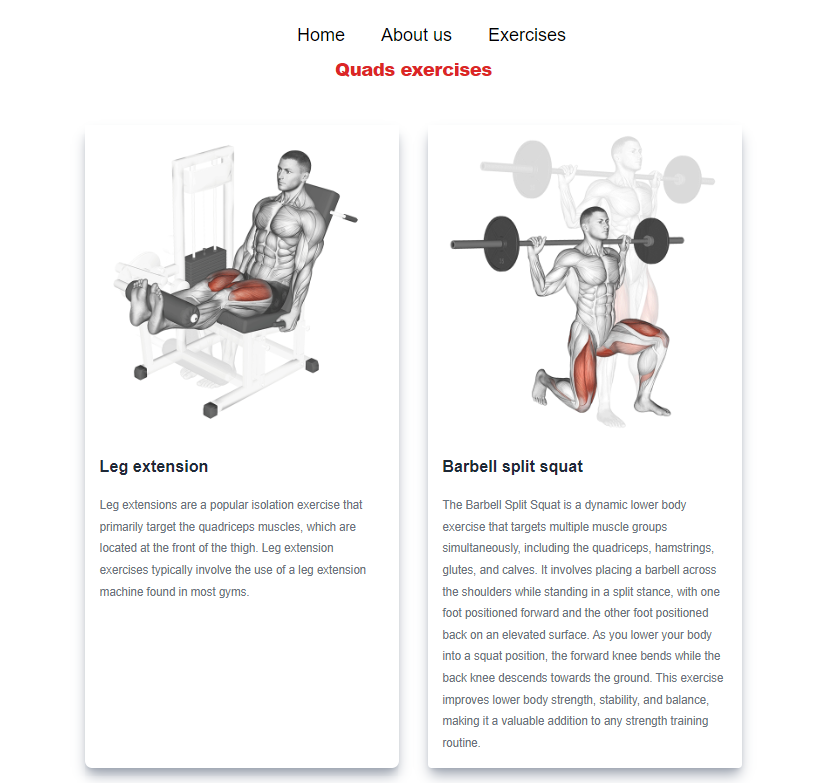 Home About us Exercises
Quads exercises
Leg extension
Leg extensions are a popular isolation exercise that
primarily target the quadriceps muscles, which are
located at the front of the thigh. Leg extension
exercises typically involve the use of a leg extension
machine found in most gyms.
Barbell split squat
The Barbell Split Squat is a dynamic lower body
exercise that targets multiple muscle groups
simultaneously, including the quadriceps, hamstrings,
glutes, and calves. It involves placing a barbell across
the shoulders while standing in a split stance, with one
foot positioned forward and the other foot positioned
back on an elevated surface. As you lower your body
into a squat position, the forward knee bends while the
back knee descends towards the ground. This exercise
improves lower body strength, stability, and balance,
making it a valuable addition to any strength training
routine.